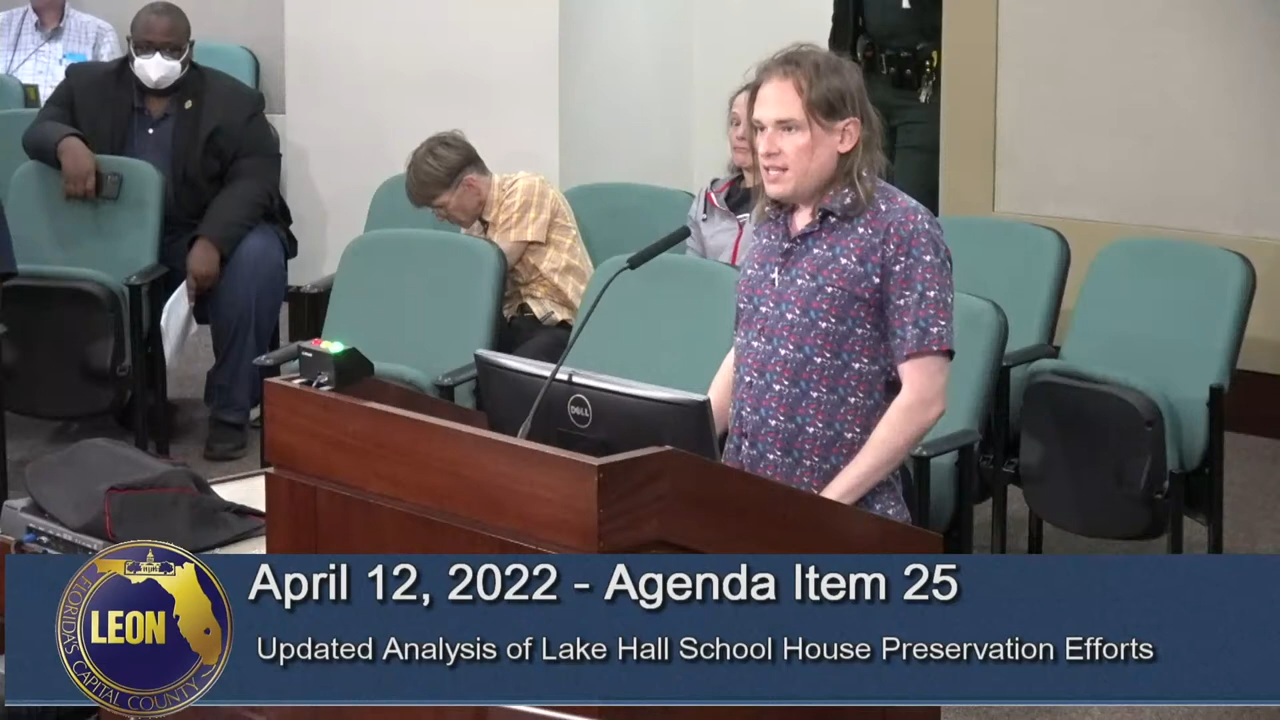 DELL
April 12, 2022 - Agenda Item 25
Updated Analysis of Lake Hall School House Preservation Efforts
LEON
FLORIDAS CAPITAL COUNTY